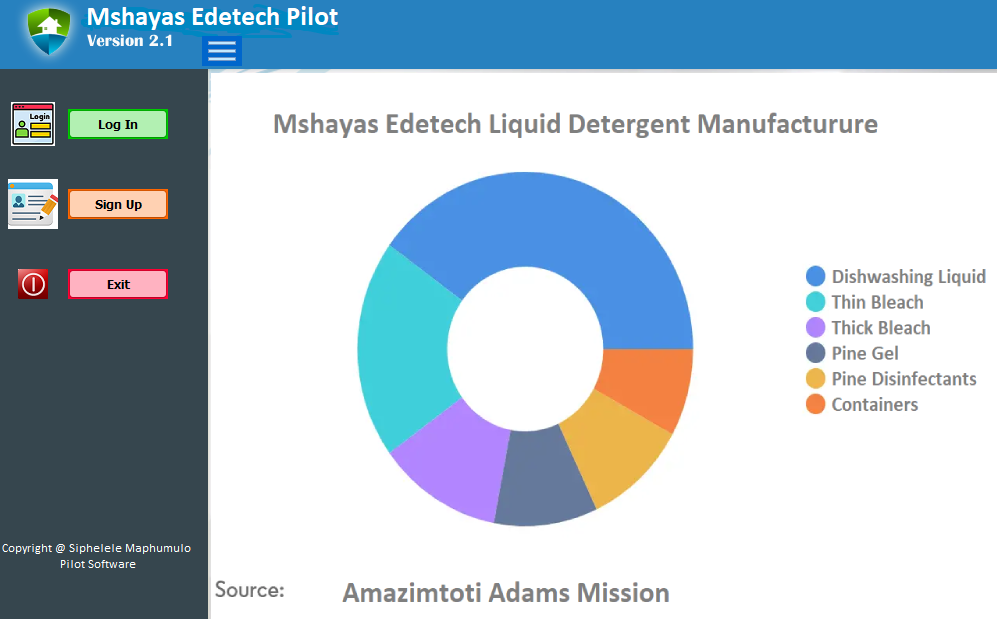 Mshayas Edetech Pilot
Version 2.1
Login
Log In
Sign Up
Exit
Copyright @ Siphelele Maphumulo
Pilot Software
Mshayas Edetech Liquid Detergent Manufacturure
Dishwashing Liquid
Thin Bleach
Thick Bleach
Pine Gel
Pine Disinfectants
Containers
Source:
Amazimtoti Adams Mission